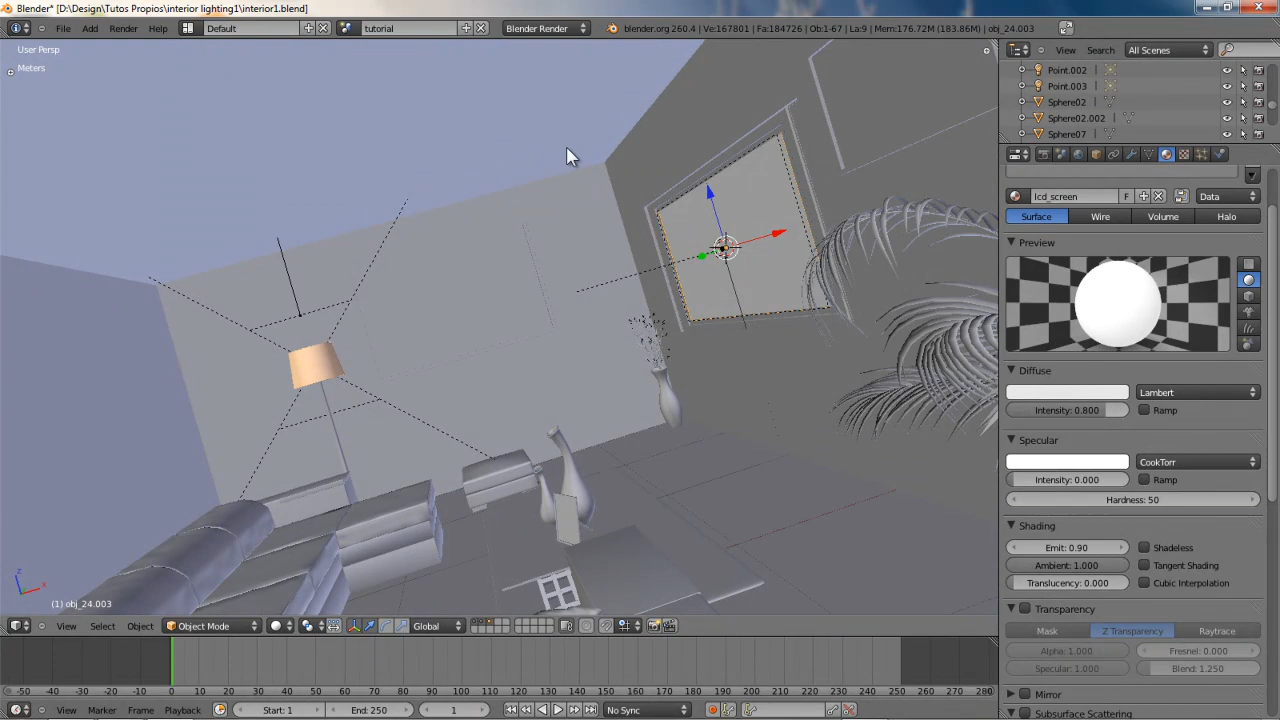 Blender* [D:\Design\Tutos Propios\interior lighting1\interior1.blend]
File Add Render Help Default tutorial Blender Render blender.org 260.4 | Ve:167801 | Fa:184726 | Ob:1-67 | La:9 | Mem:176.72M (183.86M) | obj_24.003
User Persp
Meters
View Search All Scenes
Point.002
Point.003
Sphere02
Sphere02.002
Sphere07
lcd_screen F Data
Surface Wire Volume Halo
Preview
Diffuse
Lambert
Intensity: 0.800 Ramp
Specular
CookTorr
Intensity: 0.000 Ramp
Hardness: 50
Shading
Emit: 0.90 Shadeless
Ambient: 1.000 Tangent Shading
Translucency: 0.000 Cubic Interpolation
Transparency
Mask Z Transparency Raytrace
Alpha: 1.000 Fresnel: 0.000
Specular: 1.000 Blend: 1.250
Mirror
Subsurface Scattering
z x
(1) obj_24.003
View Select Object Object Mode Global
-50 -40 -30 -20 -10 0 10 20 30 40 50 60 70 80 90 100 110 120 130 140 150 160 170 180 190 200 210 220 230 240 250 260 270 280
View Marker Frame Playback Start: 1 End: 250 1 No Sync